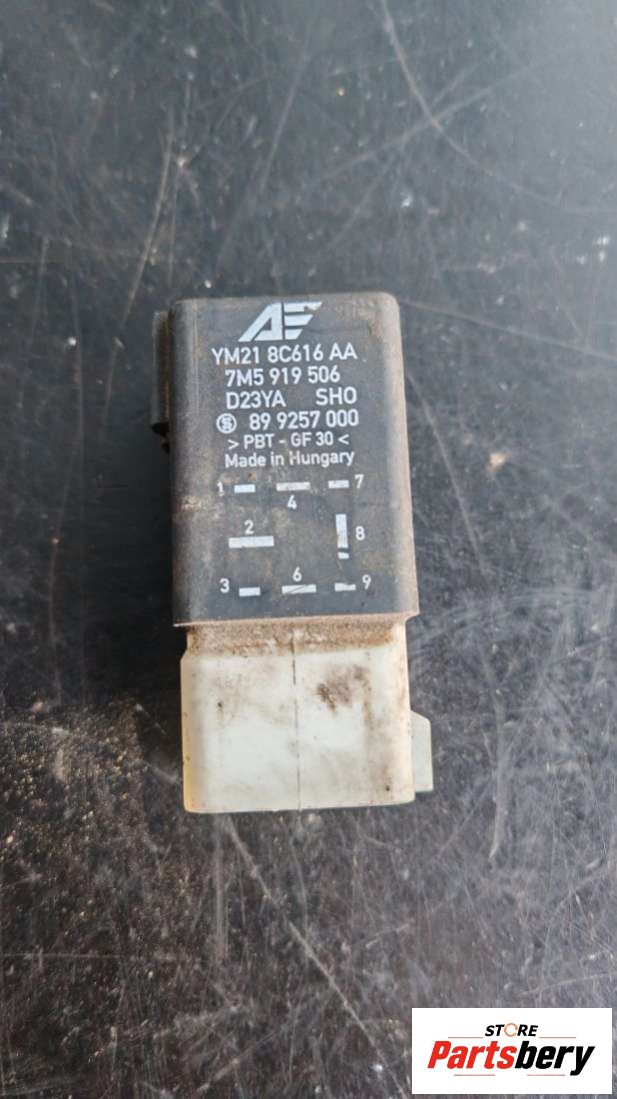 AE
YM21 8C616 AA
7M5 919 506
D23YA SHO
S 89 9257 000
> PBT - GF 30 <
Made in Hungary
1 4 7
2 8
3 6 9
STORE
Partsbery